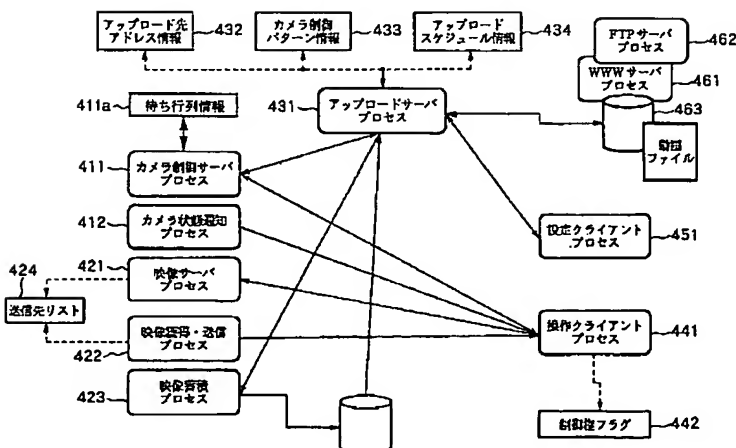 アップロード先
アドレス情報
432
カメラ制御
パターン情報
433
アップロード
スケジュール情報
434
FTPサーバ
プロセス
462
WWWサーバ
プロセス
461
463
動画
ファイル
411a
待ち行列情報
431
アップロードサーバ
プロセス
411
カメラ制御サーバ
プロセス
412
カメラ状態通知
プロセス
設定クライアント
プロセス
451
424
送信先リスト
421
映像サーバ
プロセス
映像獲得・送信
プロセス
422
操作クライアント
プロセス
441
映像蓄積
プロセス
423
制御権フラグ
442